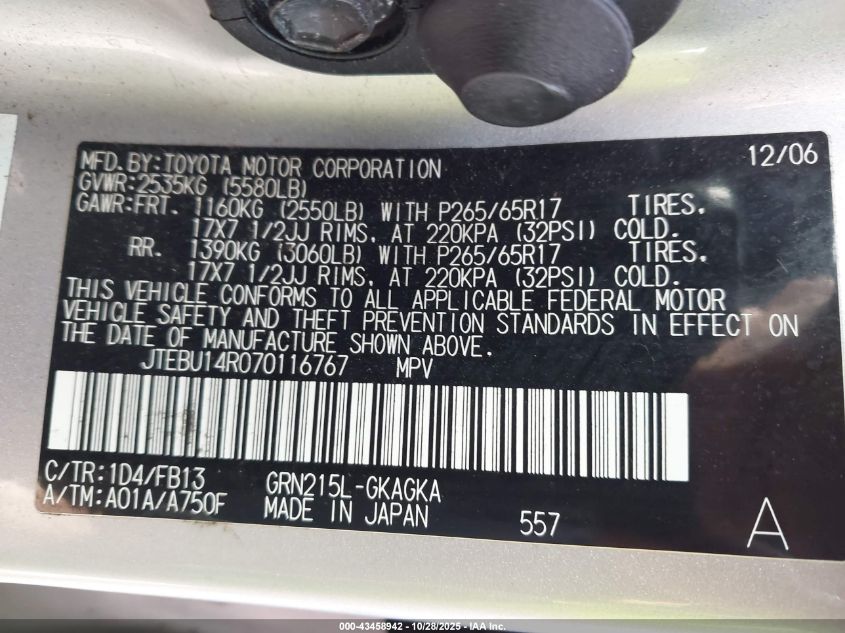 MFD.BY:TOYOTA MOTOR CORPORATION 12/06
GVWR:2535KG (5580LB)
GAWR:FRT. 1160KG (2550LB) WITH P265/65R17 TIRES,
17X7 1/2JJ RIMS, AT 220KPA (32PSI) COLD.
RR. 1390KG (3060LB) WITH P265/65R17 TIRES,
17X7 1/2JJ RIMS, AT 220KPA (32PSI) COLD.
THIS VEHICLE CONFORMS TO ALL APPLICABLE FEDERAL MOTOR
VEHICLE SAFETY AND THEFT PREVENTION STANDARDS IN EFFECT ON
THE DATE OF MANUFACTURE SHOWN ABOVE.
JTEBU14R070116767 MPV
C/TR:1D4/FB13 GRN215L-GKAGKA
A/TM:A01A/A750F MADE IN JAPAN 557 A
000-43458942 • 10/28/2025 • IAA Inc.